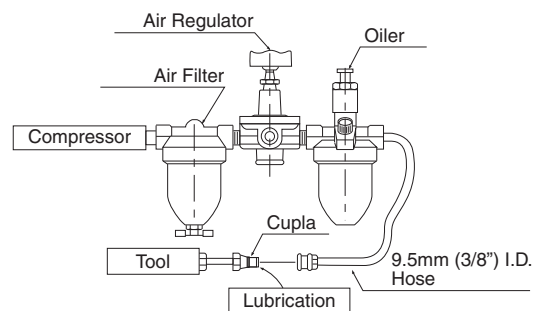 Air Regulator
Oiler
Air Filter
Compressor
Cupla
Tool
9.5mm (3/8”) I.D.
Hose
Lubrication